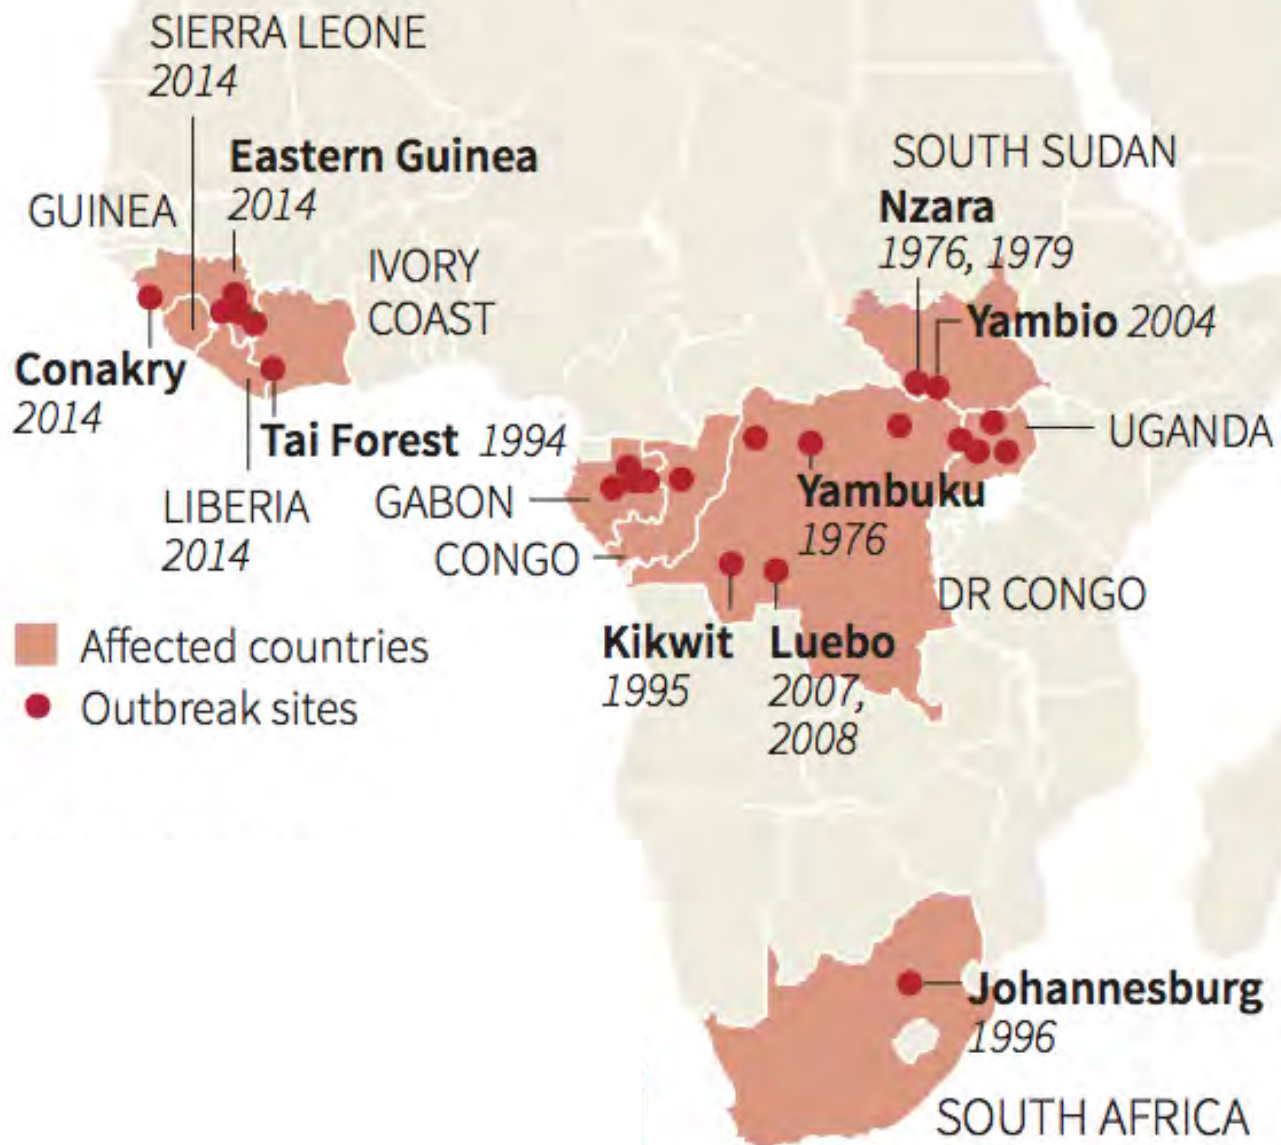 SIERRA LEONE
2014
Eastern Guinea
2014
GUINEA
IVORY
COAST
Conakry
2014
Tai Forest 1994
LIBERIA
2014
GABON
CONGO
SOUTH SUDAN
Nzara
1976, 1979
Yambio 2004
UGANDA
Yambuku
1976
DR CONGO
Kikwit
1995
Luebo
2007,
2008
Affected countries
Outbreak sites
Johannesburg
1996
SOUTH AFRICA